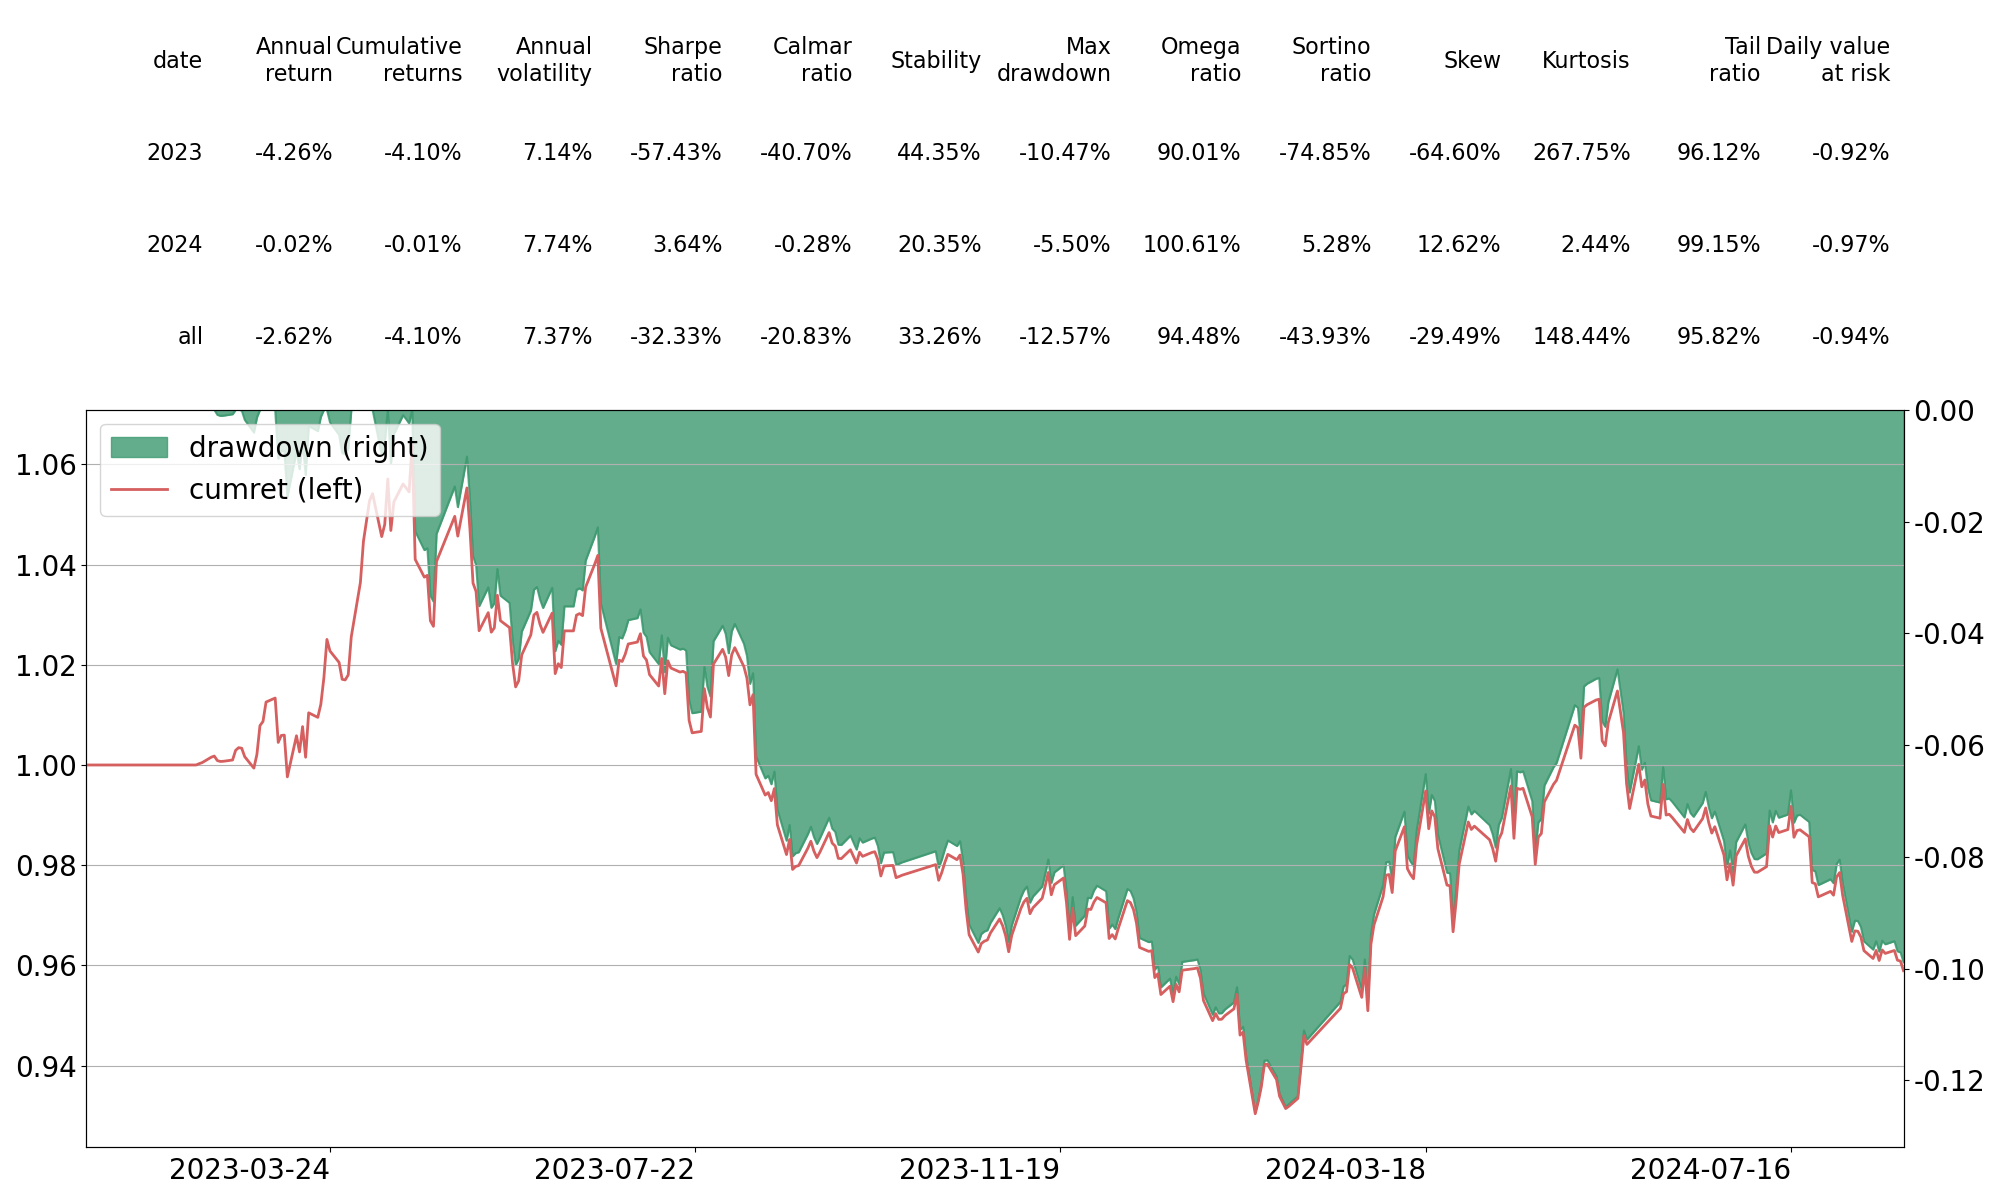 date Annual return Cumulative returns Annual volatility Sharpe ratio Calmar ratio Stability Max drawdown Omega ratio Sortino ratio Skew Kurtosis Tail ratio Daily value at risk
2023 -4.26% -4.10% 7.14% -57.43% -40.70% 44.35% -10.47% 90.01% -74.85% -64.60% 267.75% 96.12% -0.92%
2024 -0.02% -0.01% 7.74% 3.64% -0.28% 20.35% -5.50% 100.61% 5.28% 12.62% 2.44% 99.15% -0.97%
all -2.62% -4.10% 7.37% -32.33% -20.83% 33.26% -12.57% 94.48% -43.93% -29.49% 148.44% 95.82% -0.94%
drawdown (right)
cumret (left)
1.06
1.04
1.02
1.00
0.98
0.96
0.94
0.00
-0.02
-0.04
-0.06
-0.08
-0.10
-0.12
2023-03-24 2023-07-22 2023-11-19 2024-03-18 2024-07-16